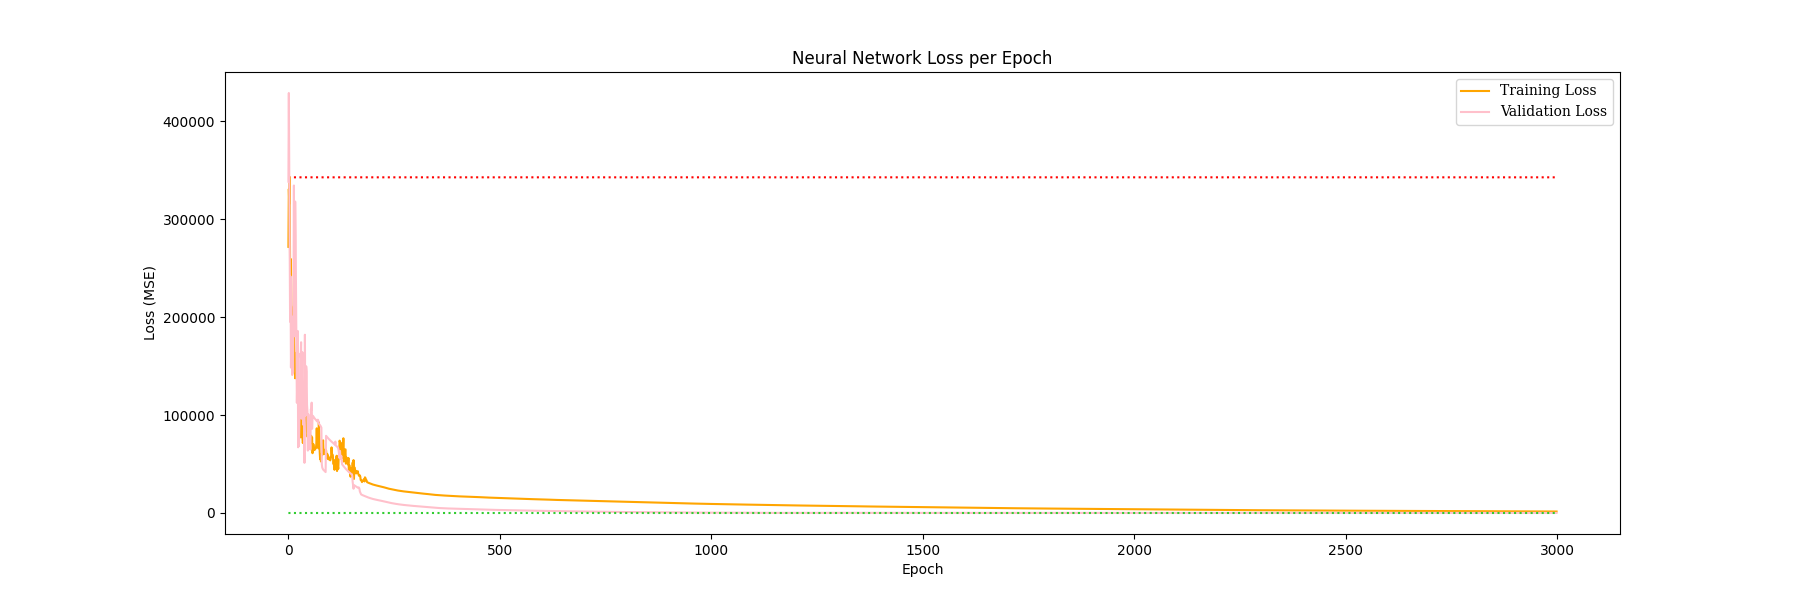 Neural Network Loss per Epoch
Training Loss
Validation Loss
400000
300000
200000
100000
0
Loss (MSE)
0 500 1000 1500 2000 2500 3000
Epoch